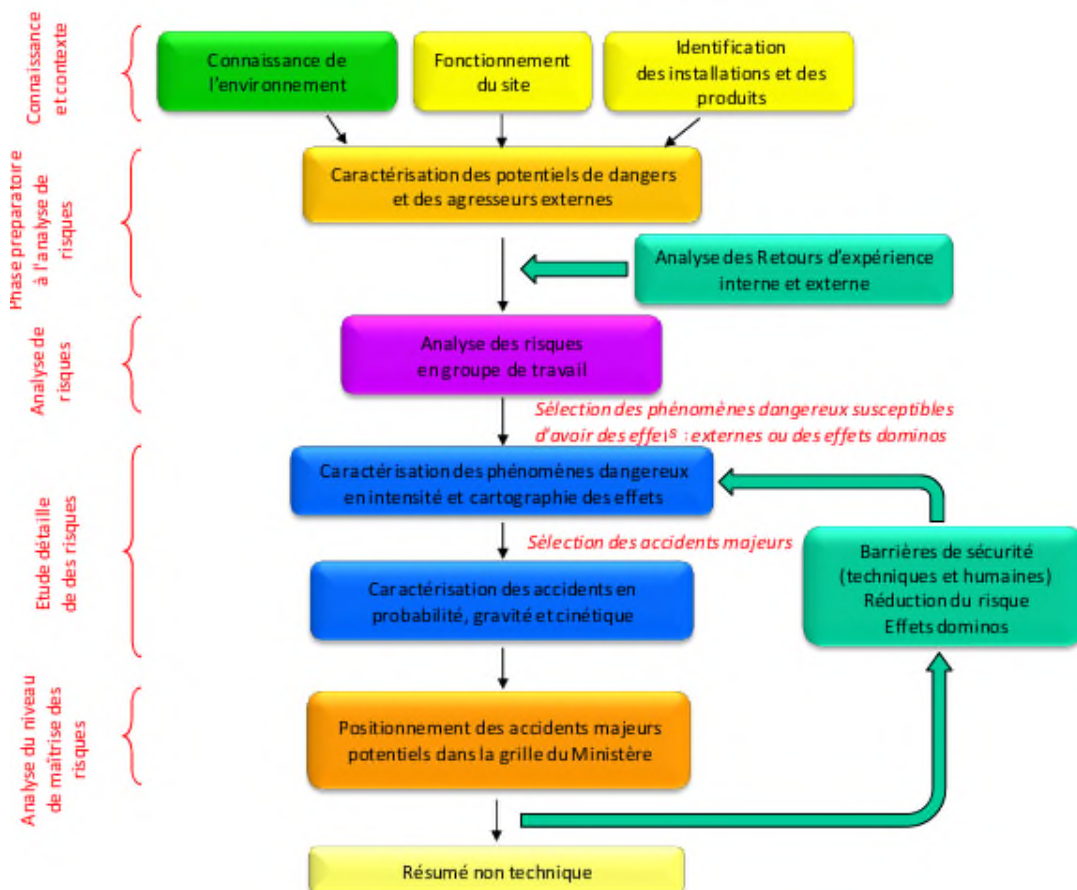 Connaissance
et contexte
Connaissance de
l'environnement
Fonctionnement
du site
Identification
des installations et des
produits
Phase preparatoire
à l'analyse de
risques
Caractérisation des potentiels de dangers
et des agresseurs externes
Analyse des Retours d'expérience
interne et externe
Analyse de
risques
Analyse des risques
en groupe de travail
Sélection des phénomènes dangereux susceptibles
d'avoir des effets : externes ou des effets dominos
Etude détaille
de des risques
Caractérisation des phénomènes dangereux
en intensité et cartographie des effets
Sélection des accidents majeurs
Caractérisation des accidents en
probabilité, gravité et cinétique
Barrières de sécurité
(techniques et humaines)
Réduction du risque
Effets dominos
Analyse du niveau
de maîtrise des
risques
Positionnement des accidents majeurs
potentiels dans la grille du Ministère
Résumé non technique